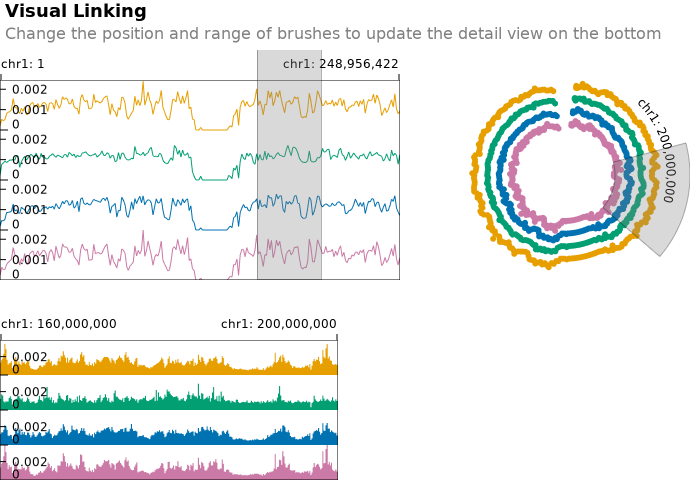 Visual Linking
Change the position and range of brushes to update the detail view on the bottom
chr1: 1
chr1: 248,956,422
0.002
0.001
0
0.002
0.001
0
0.002
0.001
0
0.002
0.001
0
chr1: 200,000,000
chr1: 160,000,000
chr1: 200,000,000
0.002
0
0.002
0
0.002
0
0.002
0